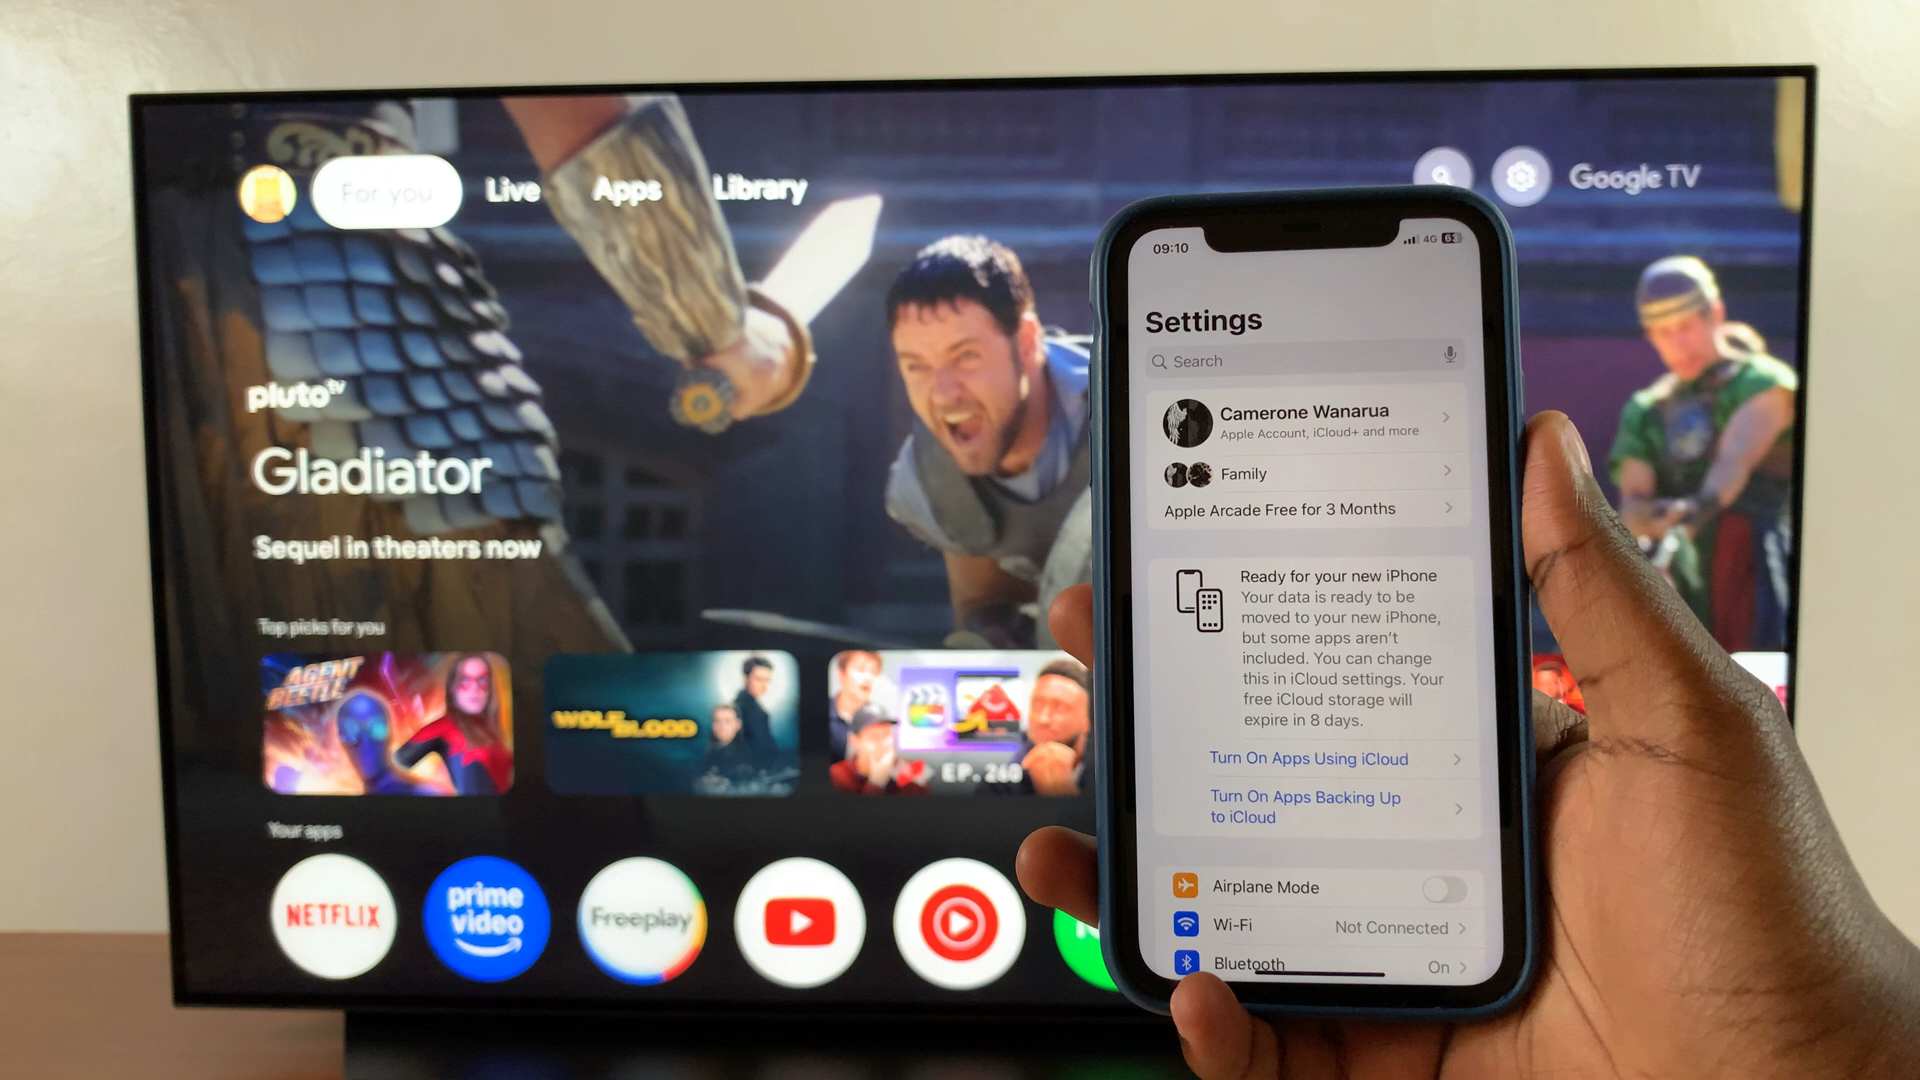 For you
Live
Apps
Library
Google TV
pluto tv
Gladiator
Sequel in theaters now
Top picks for you
AGENT
BEETLE
WOLFBLOOD
EP. 260
Your apps
NETFLIX
prime
video
Freeplay
09:10
4G
63
Settings
Search
Camerone Wanarua
Apple Account, iCloud+ and more
Family
Apple Arcade Free for 3 Months
Ready for your new iPhone
Your data is ready to be
moved to your new iPhone,
but some apps aren't
included. You can change
this in iCloud settings. Your
free iCloud storage will
expire in 8 days.
Turn On Apps Using iCloud
Turn On Apps Backing Up
to iCloud
Airplane Mode
Wi-Fi
Not Connected
Bluetooth
On